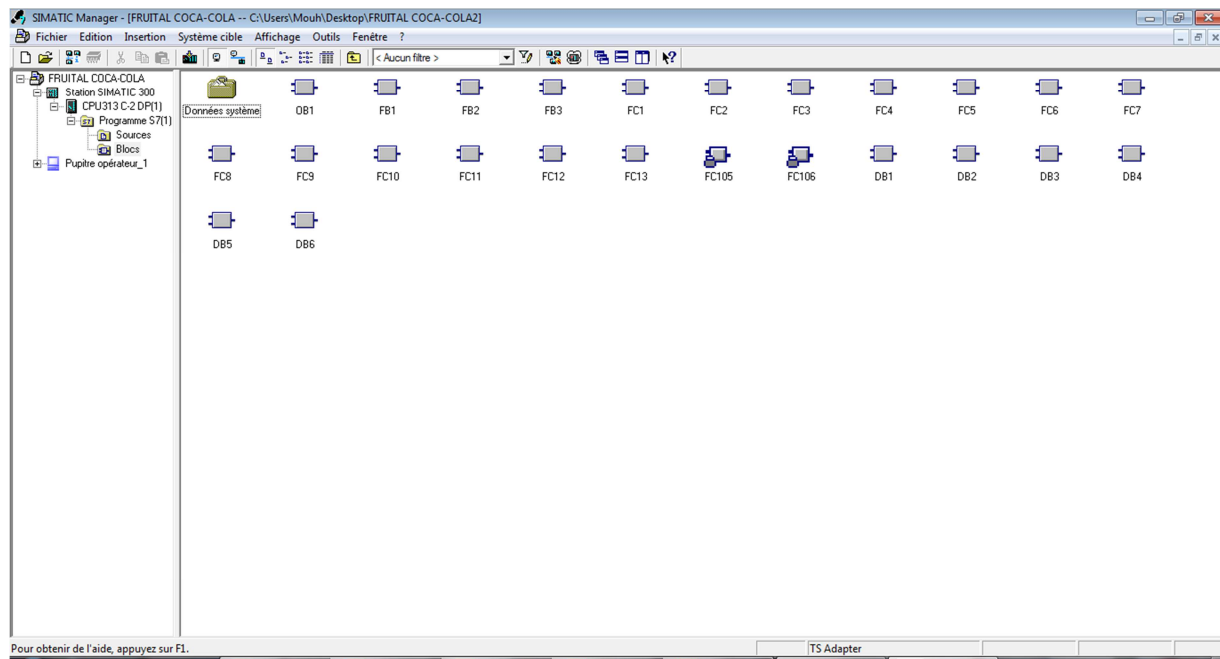 SIMATIC Manager - [FRUITAL COCA-COLA -- C:\Users\Mouh\Desktop\FRUITAL COCA-COLA2]
Fichier Edition Insertion Système cible Affichage Outils Fenêtre ?
< Aucun filtre >
FRUITAL COCA-COLA
Station SIMATIC 300
CPU313 C-2 DP(1)
Programme S7(1)
Sources
Blocs
Pupitre opérateur_1
Données système OB1 FB1 FB2 FB3 FC1 FC2 FC3 FC4 FC5 FC6 FC7
FC8 FC9 FC10 FC11 FC12 FC13 FC105 FC106 DB1 DB2 DB3 DB4
DB5 DB6
Pour obtenir de l'aide, appuyez sur F1.
TS Adapter